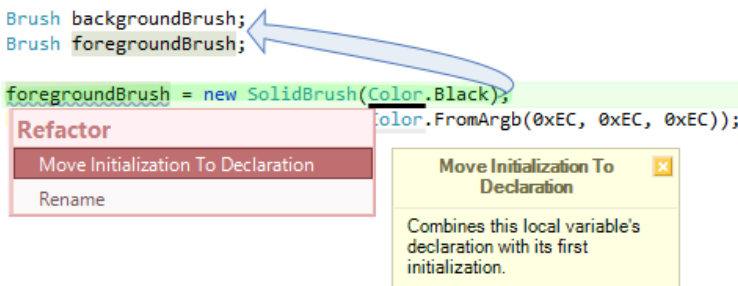 Brush backgroundBrush;
Brush foregroundBrush;
foregroundBrush = new SolidBrush(Color.Black);
Color.FromArgb(0xEC, 0xEC, 0xEC));
Refactor
Move Initialization To Declaration
Rename
Move Initialization To
Declaration
Combines this local variable's
declaration with its first
initialization.